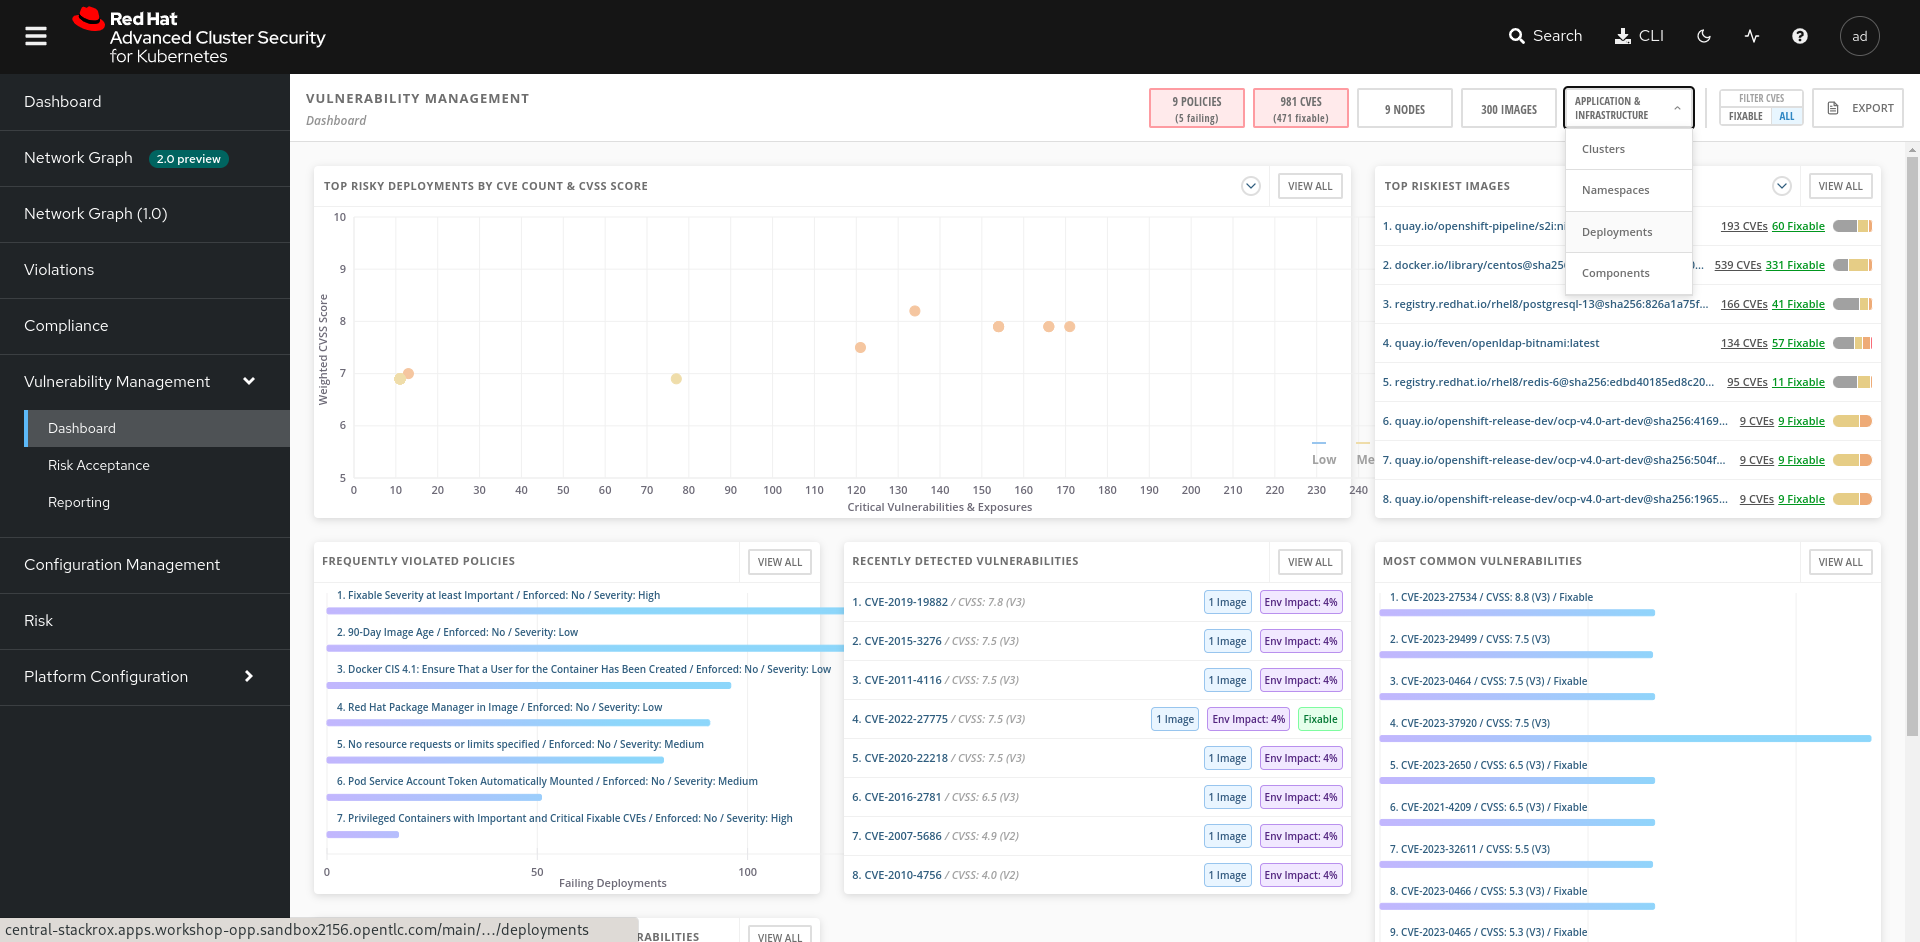 Red Hat
Advanced Cluster Security
for Kubernetes
Search
CLI
ad
Dashboard
Network Graph 2.0 preview
Network Graph (1.0)
Violations
Compliance
Vulnerability Management
Dashboard
Risk Acceptance
Reporting
Configuration Management
Risk
Platform Configuration
VULNERABILITY MANAGEMENT
Dashboard
9 POLICIES
(5 failing)
981 CVES
(471 fixable)
9 NODES
300 IMAGES
APPLICATION &
INFRASTRUCTURE
Clusters
Namespaces
Deployments
Components
FILTER CVES
FIXABLE ALL
EXPORT
TOP RISKY DEPLOYMENTS BY CVE COUNT & CVSS SCORE
VIEW ALL
Weighted CVSS Score
10
9
8
7
6
5
Low Me
0 10 20 30 40 50 60 70 80 90 100 110 120 130 140 150 160 170 180 190 200 210 220 230 240
Critical Vulnerabilities & Exposures
TOP RISKIEST IMAGES
VIEW ALL
1. quay.io/openshift-pipeline/s2i:ni 193 CVEs 60 Fixable
2. docker.io/library/centos@sha25 0... 539 CVEs 331 Fixable
3. registry.redhat.io/rhel8/postgresql-13@sha256:826a1a75f... 166 CVEs 41 Fixable
4. quay.io/feven/openldap-bitnami:latest 134 CVEs 57 Fixable
5. registry.redhat.io/rhel8/redis-6@sha256:edbd40185ed8c20... 95 CVEs 11 Fixable
6. quay.io/openshift-release-dev/ocp-v4.0-art-dev@sha256:4169... 9 CVEs 9 Fixable
7. quay.io/openshift-release-dev/ocp-v4.0-art-dev@sha256:504f... 9 CVEs 9 Fixable
8. quay.io/openshift-release-dev/ocp-v4.0-art-dev@sha256:1965... 9 CVEs 9 Fixable
FREQUENTLY VIOLATED POLICIES
VIEW ALL
1. Fixable Severity at least Important / Enforced: No / Severity: High
2. 90-Day Image Age / Enforced: No / Severity: Low
3. Docker CIS 4.1: Ensure That a User for the Container Has Been Created / Enforced: No / Severity: Low
4. Red Hat Package Manager in Image / Enforced: No / Severity: Low
5. No resource requests or limits specified / Enforced: No / Severity: Medium
6. Pod Service Account Token Automatically Mounted / Enforced: No / Severity: Medium
7. Privileged Containers with Important and Critical Fixable CVEs / Enforced: No / Severity: High
0 50 100
Failing Deployments
RECENTLY DETECTED VULNERABILITIES
VIEW ALL
1. CVE-2019-19882 / CVSS: 7.8 (V3) 1 Image Env Impact: 4%
2. CVE-2015-3276 / CVSS: 7.5 (V3) 1 Image Env Impact: 4%
3. CVE-2011-4116 / CVSS: 7.5 (V3) 1 Image Env Impact: 4%
4. CVE-2022-27775 / CVSS: 7.5 (V3) 1 Image Env Impact: 4% Fixable
5. CVE-2020-22218 / CVSS: 7.5 (V3) 1 Image Env Impact: 4%
6. CVE-2016-2781 / CVSS: 6.5 (V3) 1 Image Env Impact: 4%
7. CVE-2007-5686 / CVSS: 4.9 (V2) 1 Image Env Impact: 4%
8. CVE-2010-4756 / CVSS: 4.0 (V2) 1 Image Env Impact: 4%
MOST COMMON VULNERABILITIES
VIEW ALL
1. CVE-2023-27534 / CVSS: 8.8 (V3) / Fixable
2. CVE-2023-29499 / CVSS: 7.5 (V3)
3. CVE-2023-0464 / CVSS: 7.5 (V3) / Fixable
4. CVE-2023-37920 / CVSS: 7.5 (V3)
5. CVE-2023-2650 / CVSS: 6.5 (V3) / Fixable
6. CVE-2021-4209 / CVSS: 6.5 (V3) / Fixable
7. CVE-2023-32611 / CVSS: 5.5 (V3)
8. CVE-2023-0466 / CVSS: 5.3 (V3) / Fixable
9. CVE-2023-0465 / CVSS: 5.3 (V3) / Fixable
RABILITIES
VIEW ALL
central-stackrox.apps.workshop-opp.sandbox2156.opentlc.com/main/.../deployments